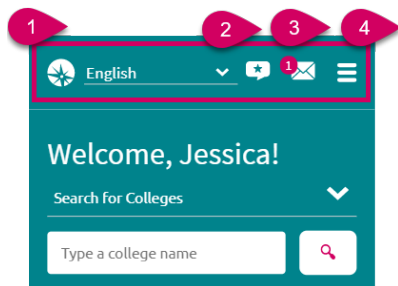 1 2 3 4
English 1
Welcome, Jessica!
Search for Colleges
Type a college name